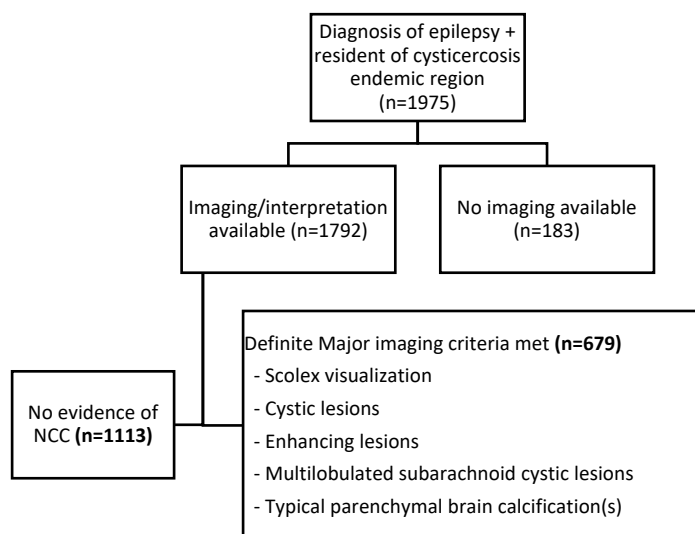 Diagnosis of epilepsy +
resident of cysticercosis
endemic region
(n=1975)
Imaging/interpretation
available (n=1792)
No imaging available
(n=183)
No evidence of
NCC (n=1113)
Definite Major imaging criteria met (n=679)
- Scolex visualization
- Cystic lesions
- Enhancing lesions
- Multilobulated subarachnoid cystic lesions
- Typical parenchymal brain calcification(s)